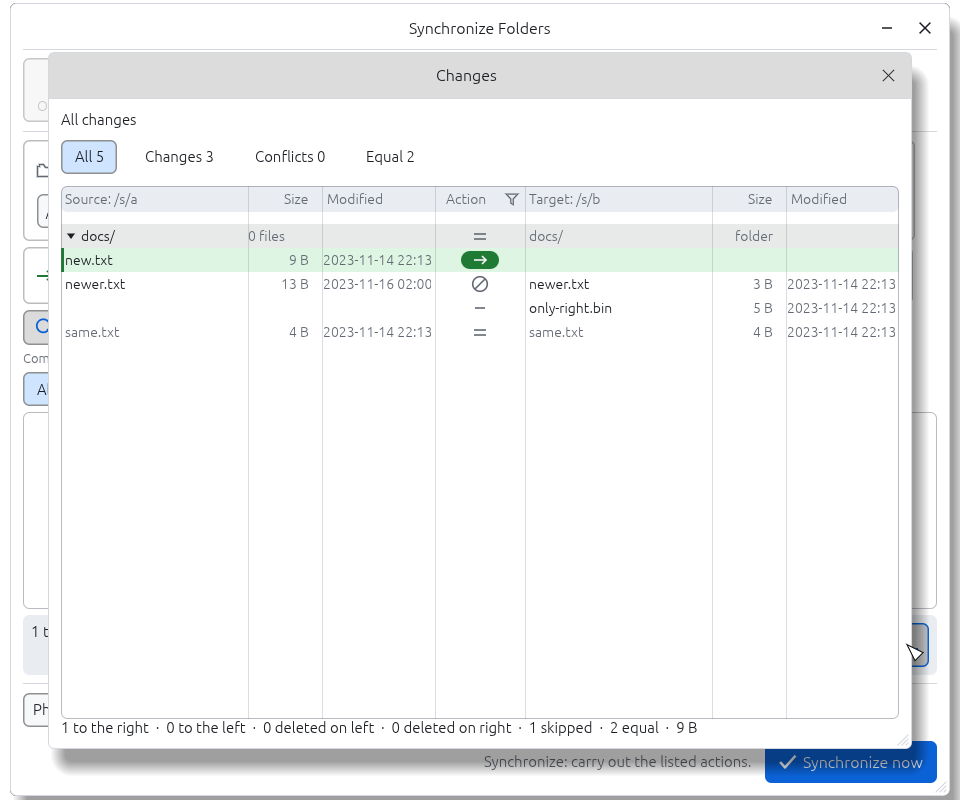 Synchronize Folders
Changes
All changes
All 5 Changes 3 Conflicts 0 Equal 2
Source: /s/a Size Modified Action Target: /s/b Size Modified
docs/ 0 files = docs/ folder
new.txt 9 B 2023-11-14 22:13 →
newer.txt 13 B 2023-11-16 02:00 newer.txt 3 B 2023-11-14 22:13
– only-right.bin 5 B 2023-11-14 22:13
same.txt 4 B 2023-11-14 22:13 = same.txt 4 B 2023-11-14 22:13
1 to the right · 0 to the left · 0 deleted on left · 0 deleted on right · 1 skipped · 2 equal · 9 B
Synchronize: carry out the listed actions. Synchronize now